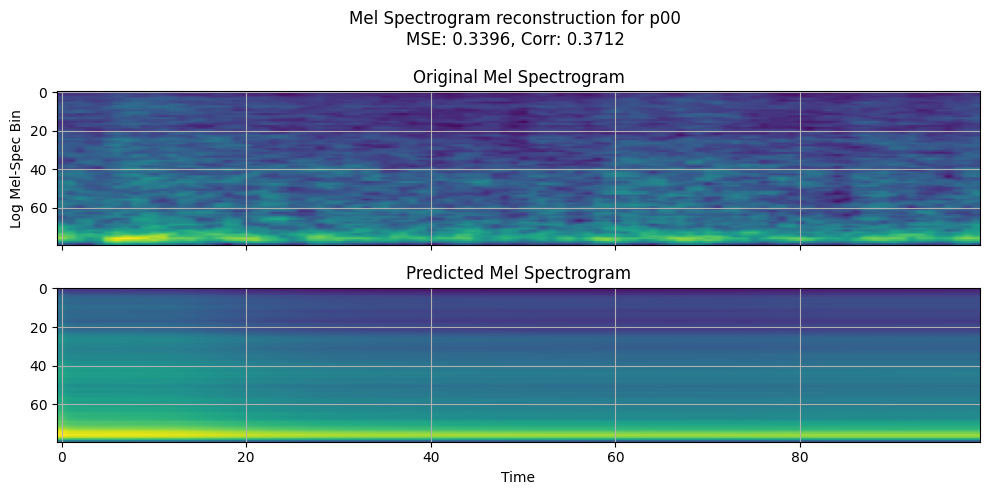 Mel Spectrogram reconstruction for p00
MSE: 0.3396, Corr: 0.3712
Original Mel Spectrogram
0
20
40
60
Log Mel-Spec Bin
Predicted Mel Spectrogram
0
20
40
60
0 20 40 60 80
Time